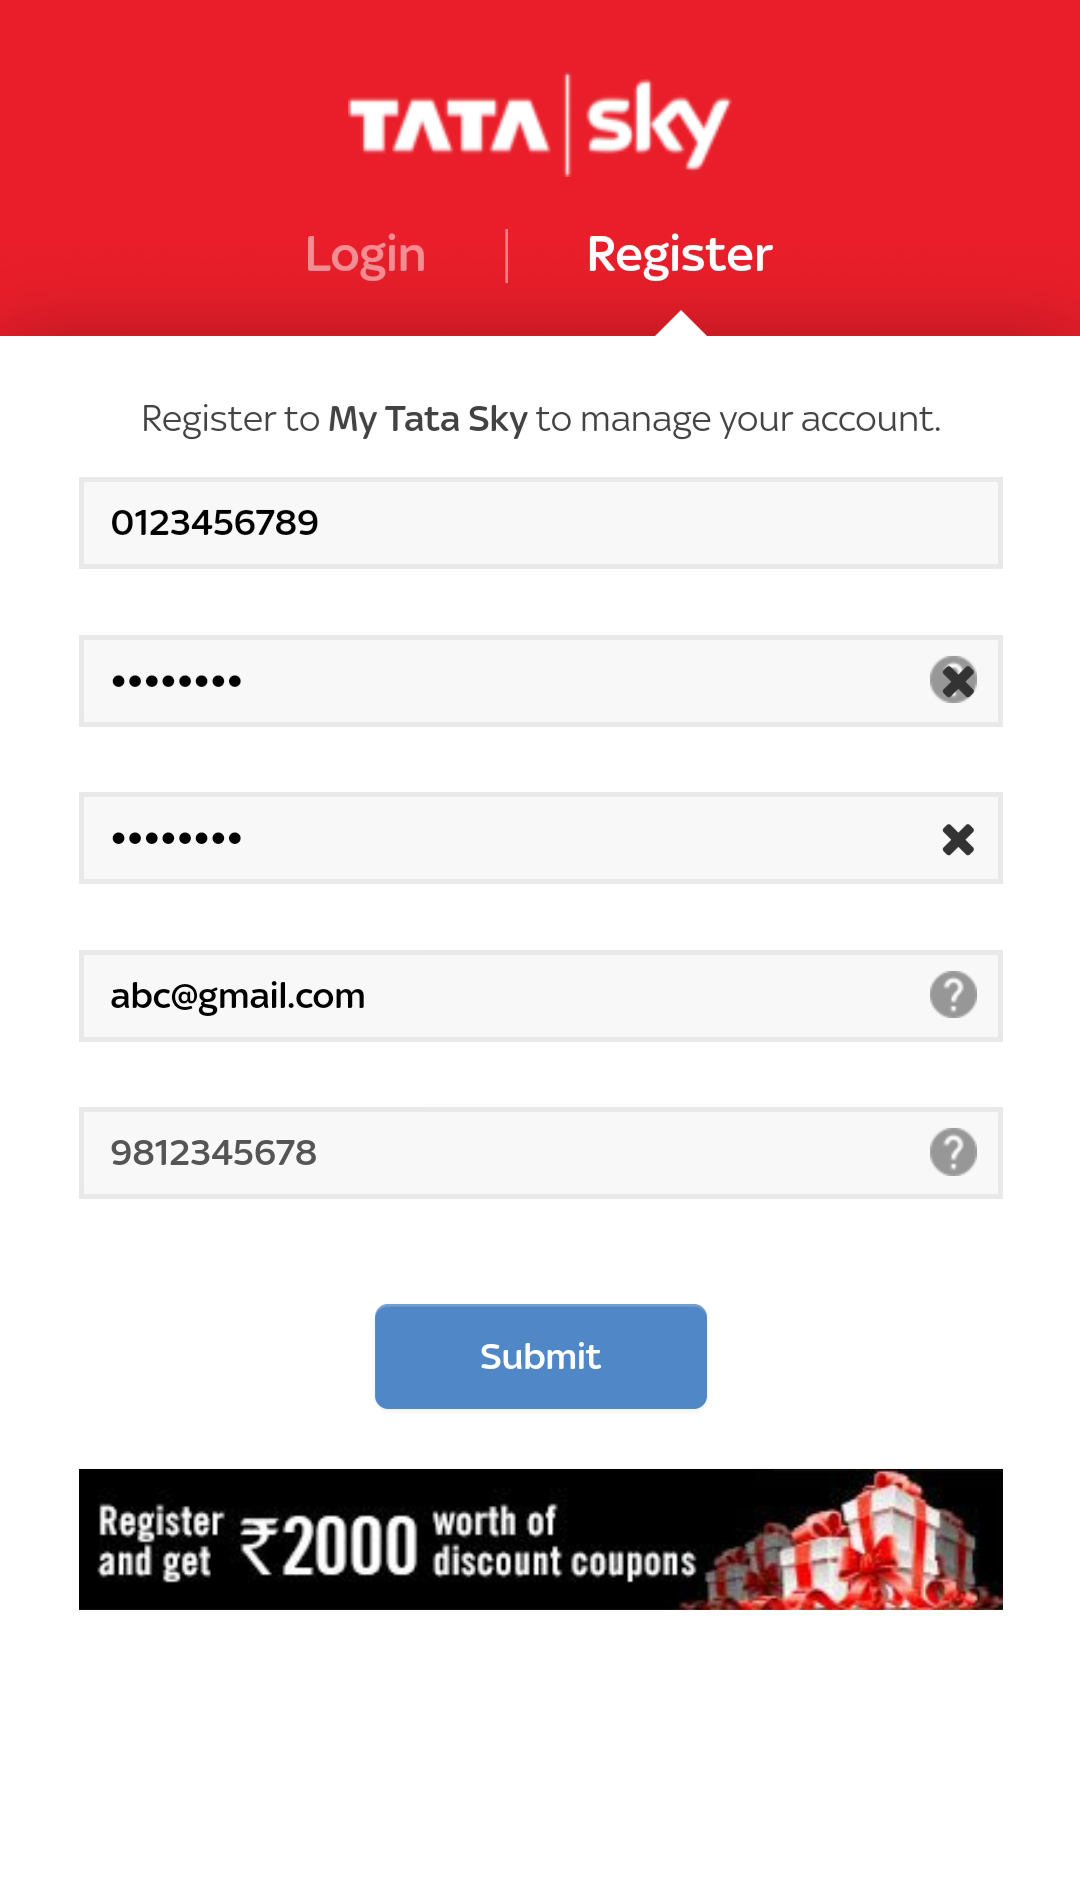 TATA sky
Login Register
Register to My Tata Sky to manage your account.
0123456789
••••••••
••••••••
abc@gmail.com
9812345678
Submit
Register and get ₹2000 worth of discount coupons